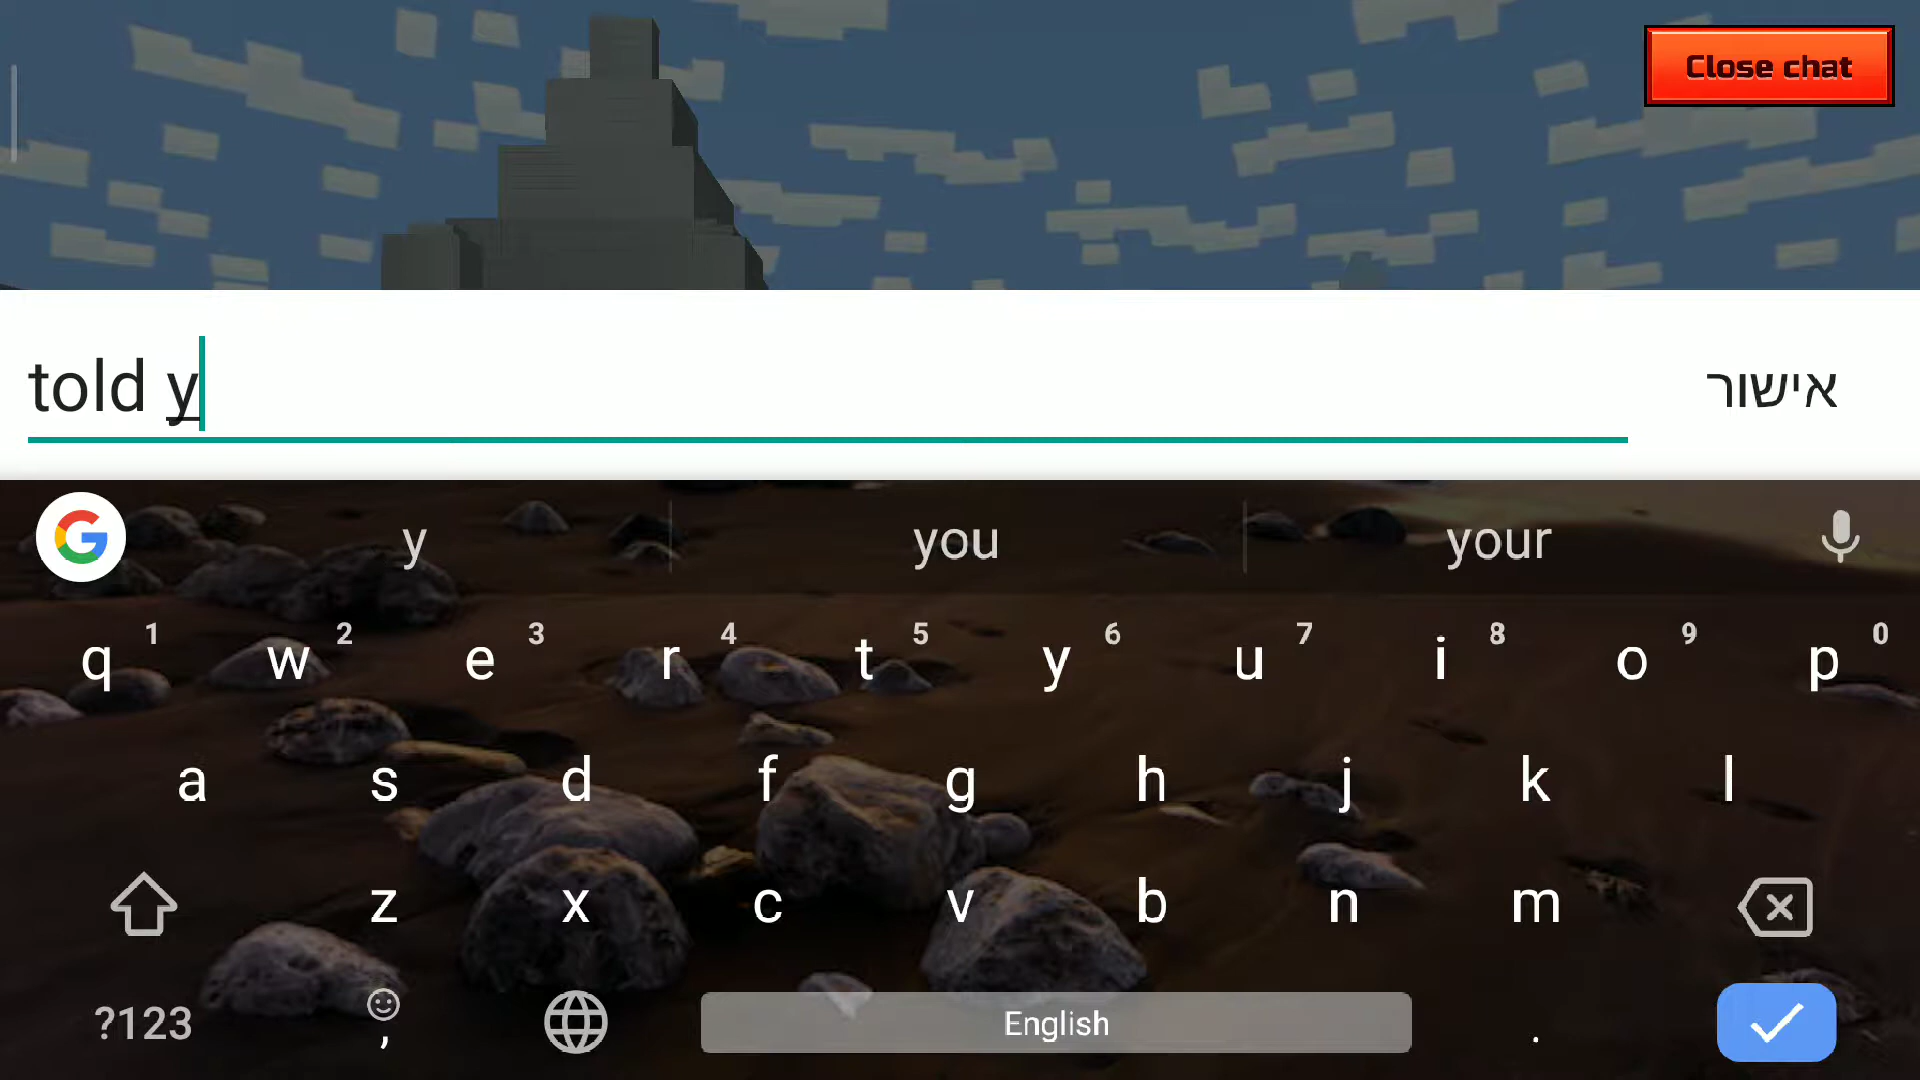 Close chat
told y
אישור
y you your
1 2 3 4 5 6 7 8 9 0
q w e r t y u i o p
a s d f g h j k l
z x c v b n m
?123 , English .